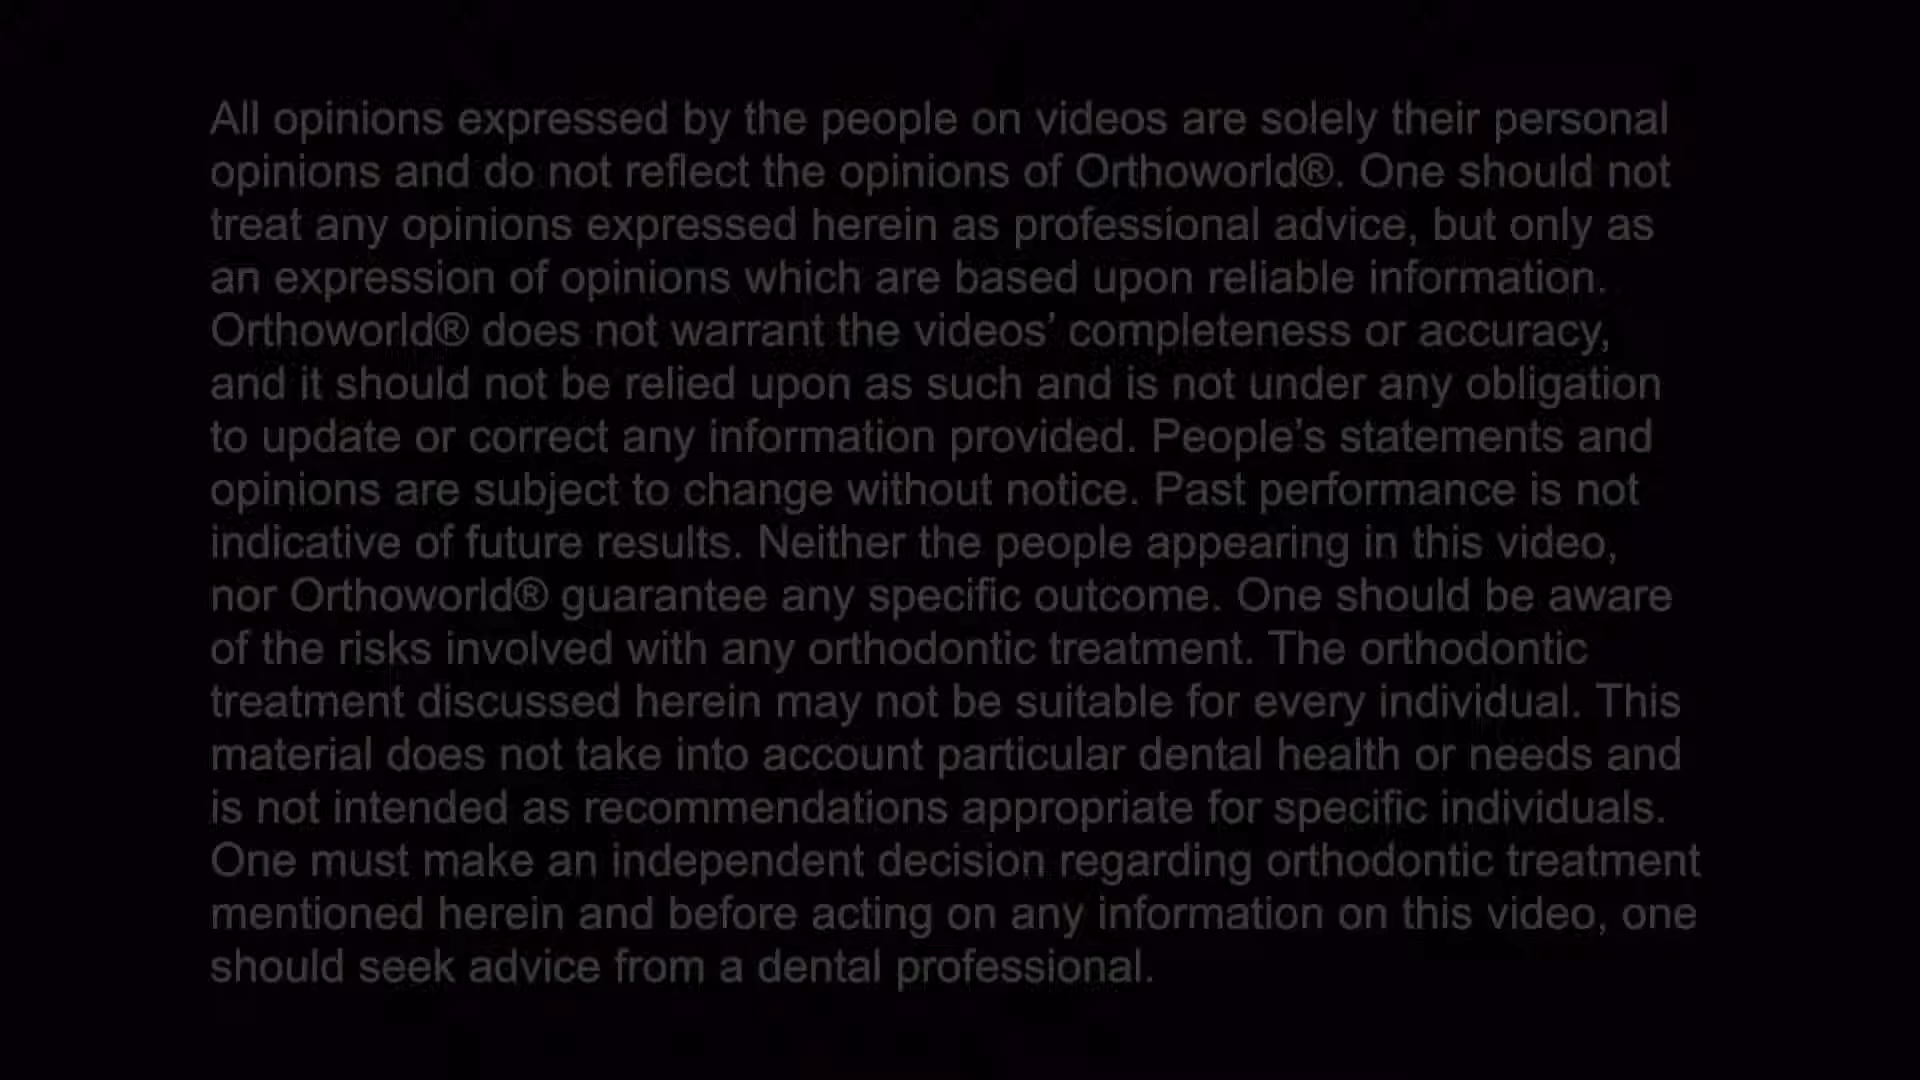 All opinions expressed by the people on videos are solely their personal
opinions and do not reflect the opinions of Orthoworld®. One should not
treat any opinions expressed herein as professional advice, but only as
an expression of opinions which are based upon reliable information.
Orthoworld® does not warrant the videos’ completeness or accuracy,
and it should not be relied upon as such and is not under any obligation
to update or correct any information provided. People’s statements and
opinions are subject to change without notice. Past performance is not
indicative of future results. Neither the people appearing in this video,
nor Orthoworld® guarantee any specific outcome. One should be aware
of the risks involved with any orthodontic treatment. The orthodontic
treatment discussed herein may not be suitable for every individual. This
material does not take into account particular dental health or needs and
is not intended as recommendations appropriate for specific individuals.
One must make an independent decision regarding orthodontic treatment
mentioned herein and before acting on any information on this video, one
should seek advice from a dental professional.